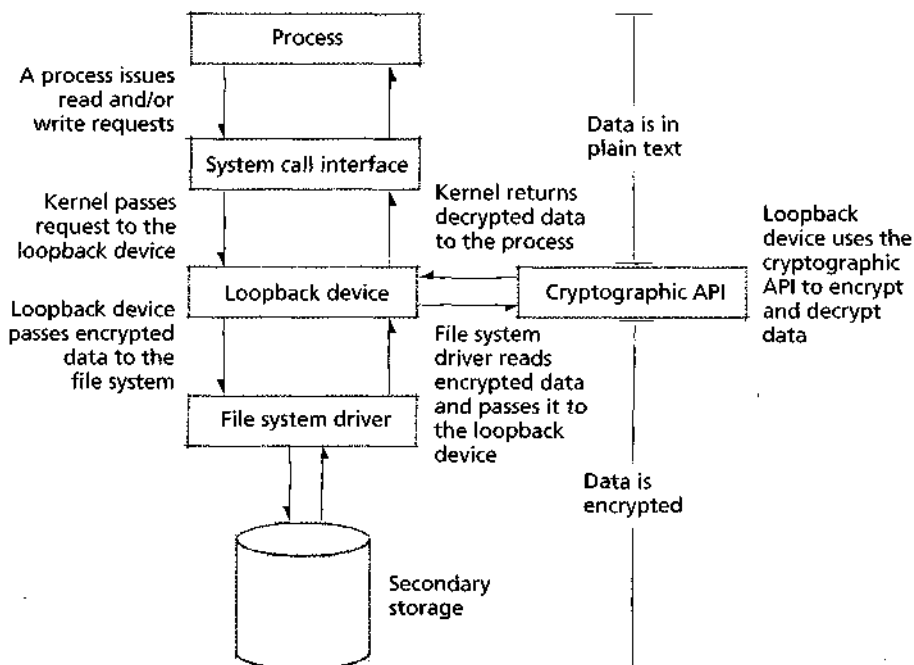 Process
A process issues
read and/or
write requests
Data is in
plain text
System call interface
Kernel passes
request to the
loopback device
Kernel returns
decrypted data
to the process
Loopback
device uses the
cryptographic
API to encrypt
and decrypt
data
Loopback device
Cryptographic API
Loopback device
passes encrypted
data to the
file system
File system
driver reads
encrypted data
and passes it to
the loopback
device
File system driver
Data is
encrypted
Secondary
storage